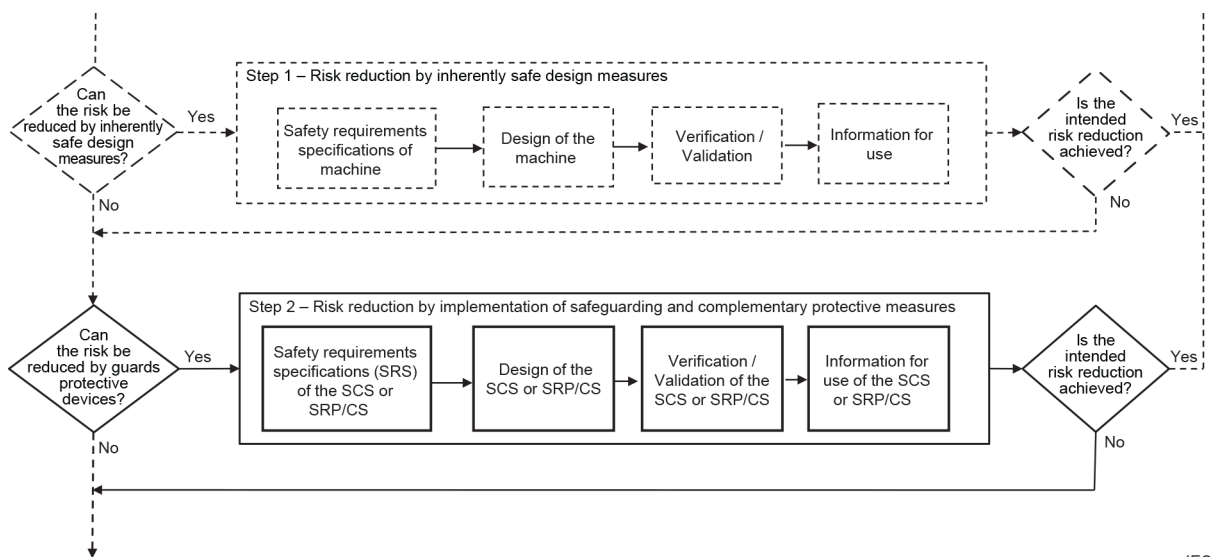 Can
the risk be
reduced by inherently
safe design
measures?
Yes
No
Step 1 – Risk reduction by inherently safe design measures
Safety requirements
specifications of
machine
Design of the
machine
Verification /
Validation
Information for
use
Is the
intended
risk reduction
achieved?
Yes
No
Can
the risk be
reduced by guards
protective
devices?
Yes
No
Step 2 – Risk reduction by implementation of safeguarding and complementary protective measures
Safety requirements
specifications (SRS)
of the SCS or
SRP/CS
Design of the
SCS or SRP/CS
Verification /
Validation of the
SCS or SRP/CS
Information for
use of the SCS
or SRP/CS
Is the
intended
risk reduction
achieved?
Yes
No